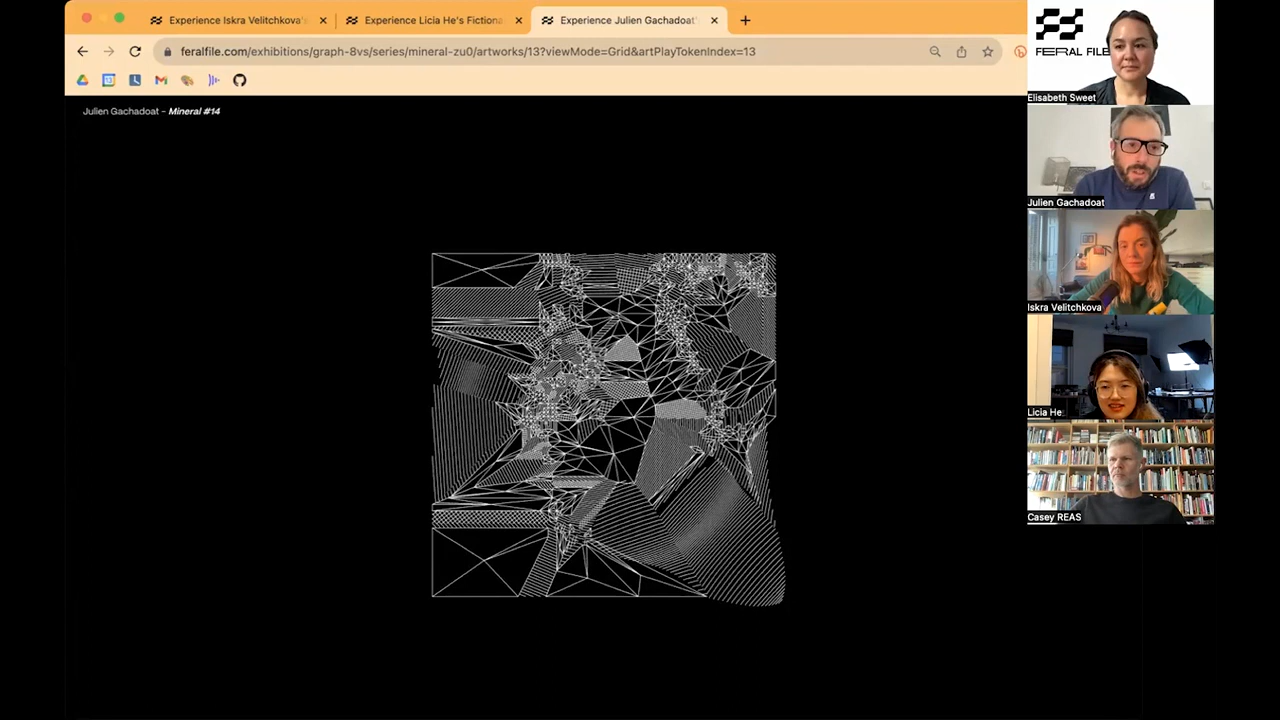 Experience Iskra Velitchkova's
Experience Licia He's Fictiona
Experience Julien Gachadoat'
feralfile.com/exhibitions/graph-8vs/series/mineral-zu0/artworks/13?viewMode=Grid&artPlayTokenIndex=13
Julien Gachadoat – Mineral #14
FERAL FILE
Elisabeth Sweet
Julien Gachadoat
Iskra Velitchkova
Licia He
Casey REAS